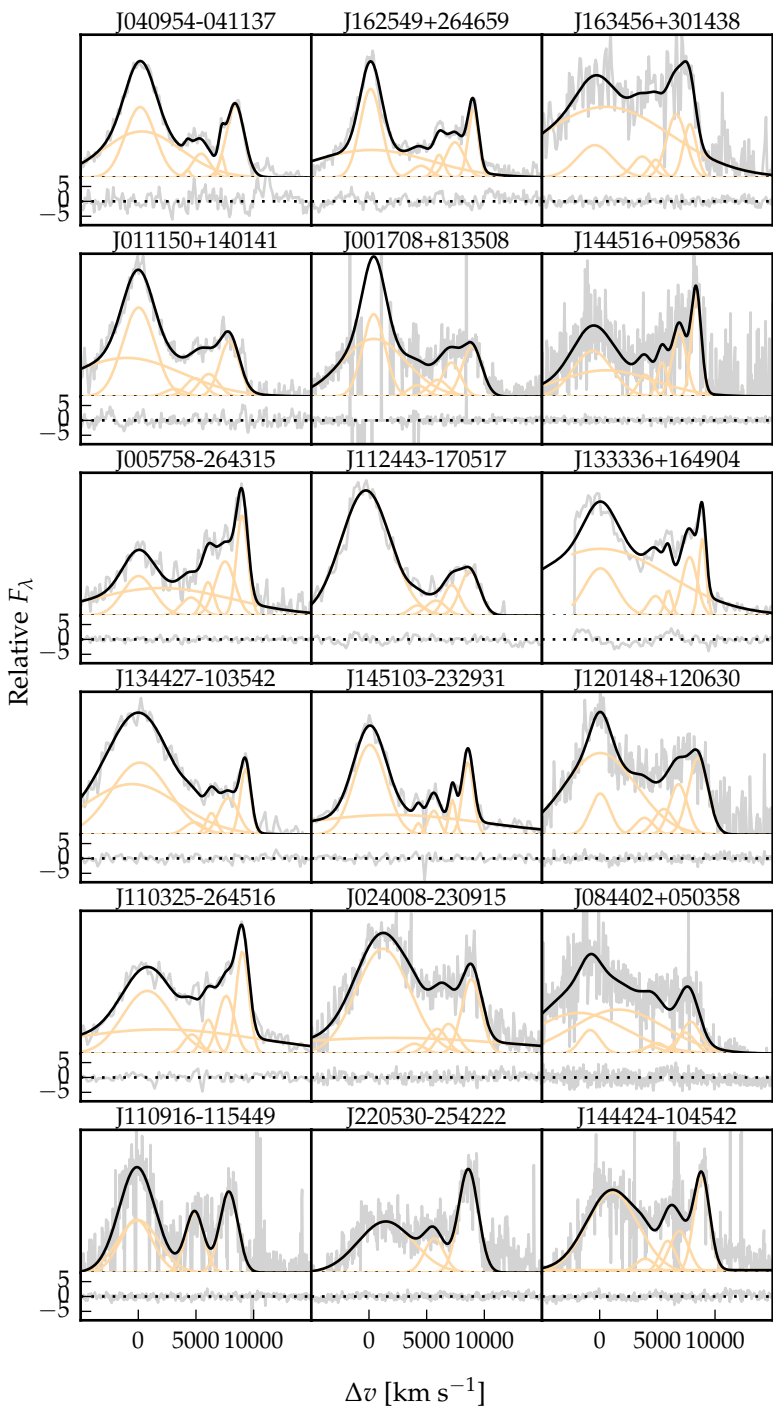 J040954-041137 J162549+264659 J163456+301438
5
0
−5
J011150+140141 J001708+813508 J144516+095836
5
0
−5
J005758-264315 J112443-170517 J133336+164904
5
0
−5
Relative Fλ
J134427-103542 J145103-232931 J120148+120630
5
0
−5
J110325-264516 J024008-230915 J084402+050358
5
0
−5
J110916-115449 J220530-254222 J144424-104542
5
0
−5
0 5000 10000 0 5000 10000 0 5000 10000
Δv [km s⁻¹]